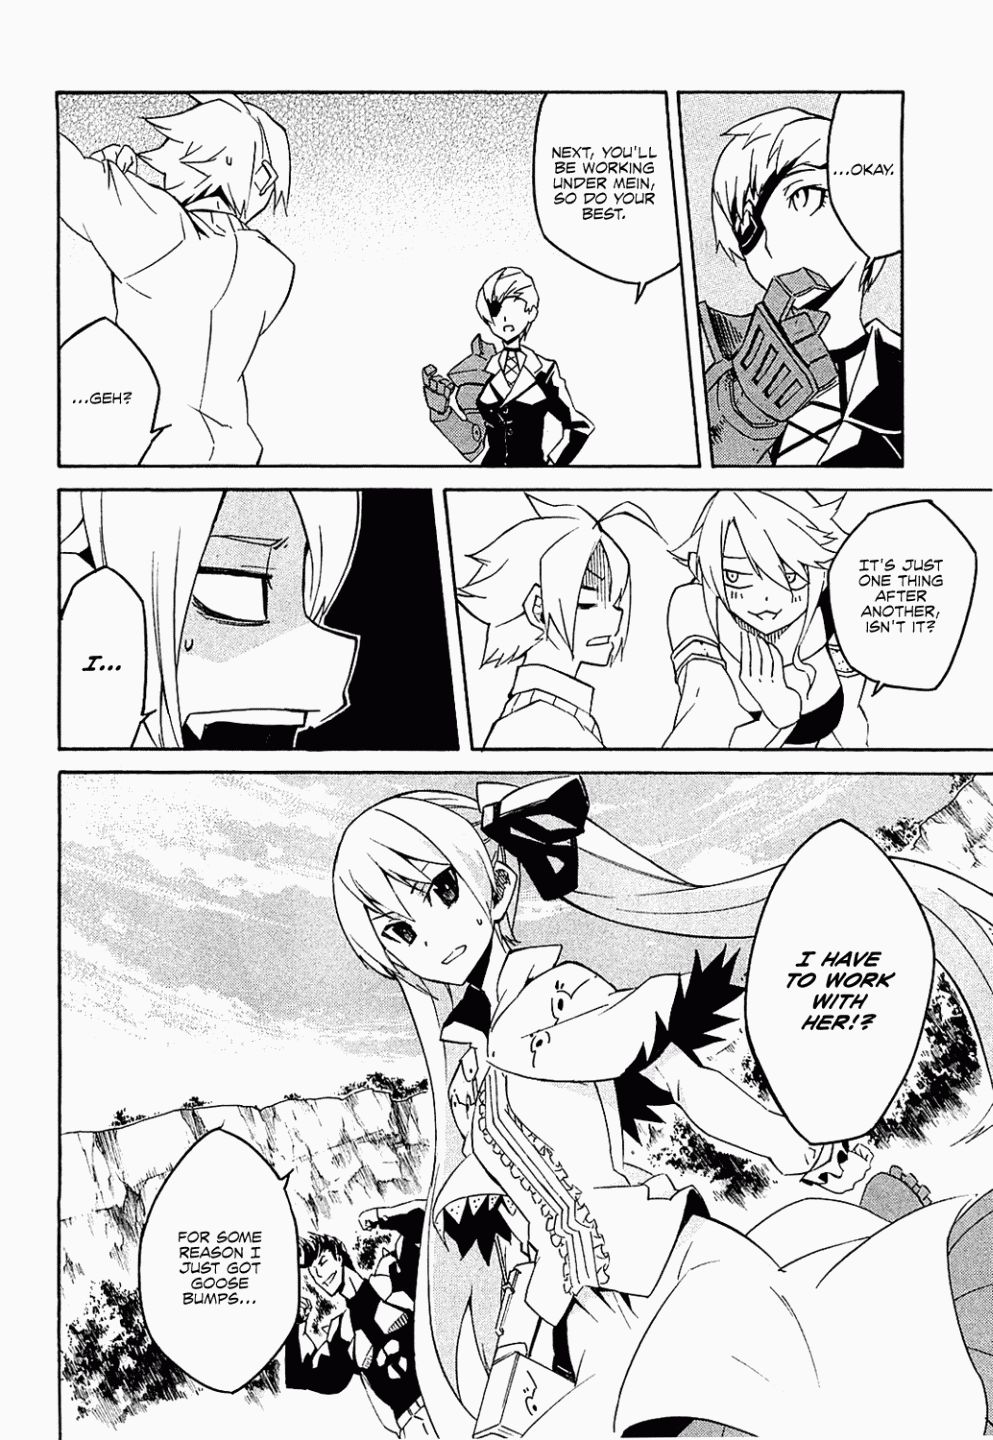 ...OKAY.
NEXT, YOU'LL
BE WORKING
UNDER MEIN,
SO DO YOUR
BEST.
...GEH?
IT'S JUST
ONE THING
AFTER
ANOTHER,
ISN'T IT?
I...
I HAVE
TO WORK
WITH
HER!?
FOR SOME
REASON I
JUST GOT
GOOSE
BUMPS...